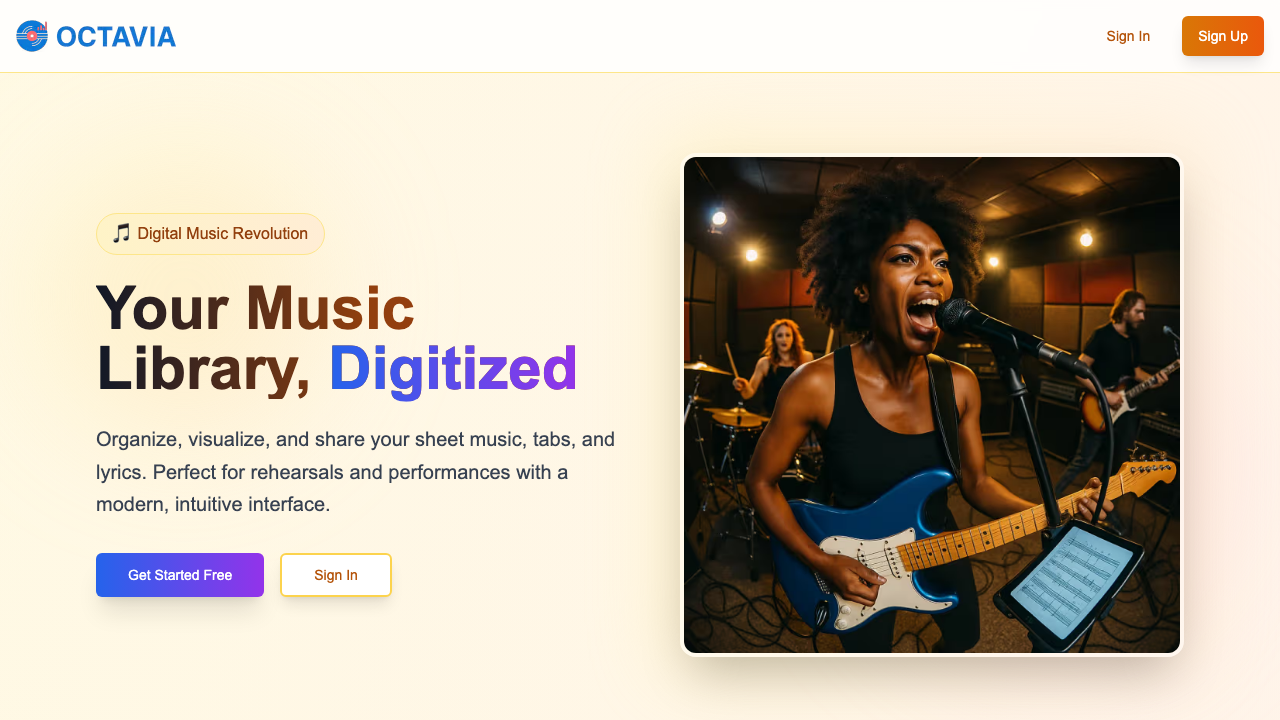 OCTAVIA
Sign In
Sign Up
Digital Music Revolution
Your Music
Library, Digitized
Organize, visualize, and share your sheet music, tabs, and
lyrics. Perfect for rehearsals and performances with a
modern, intuitive interface.
Get Started Free
Sign In